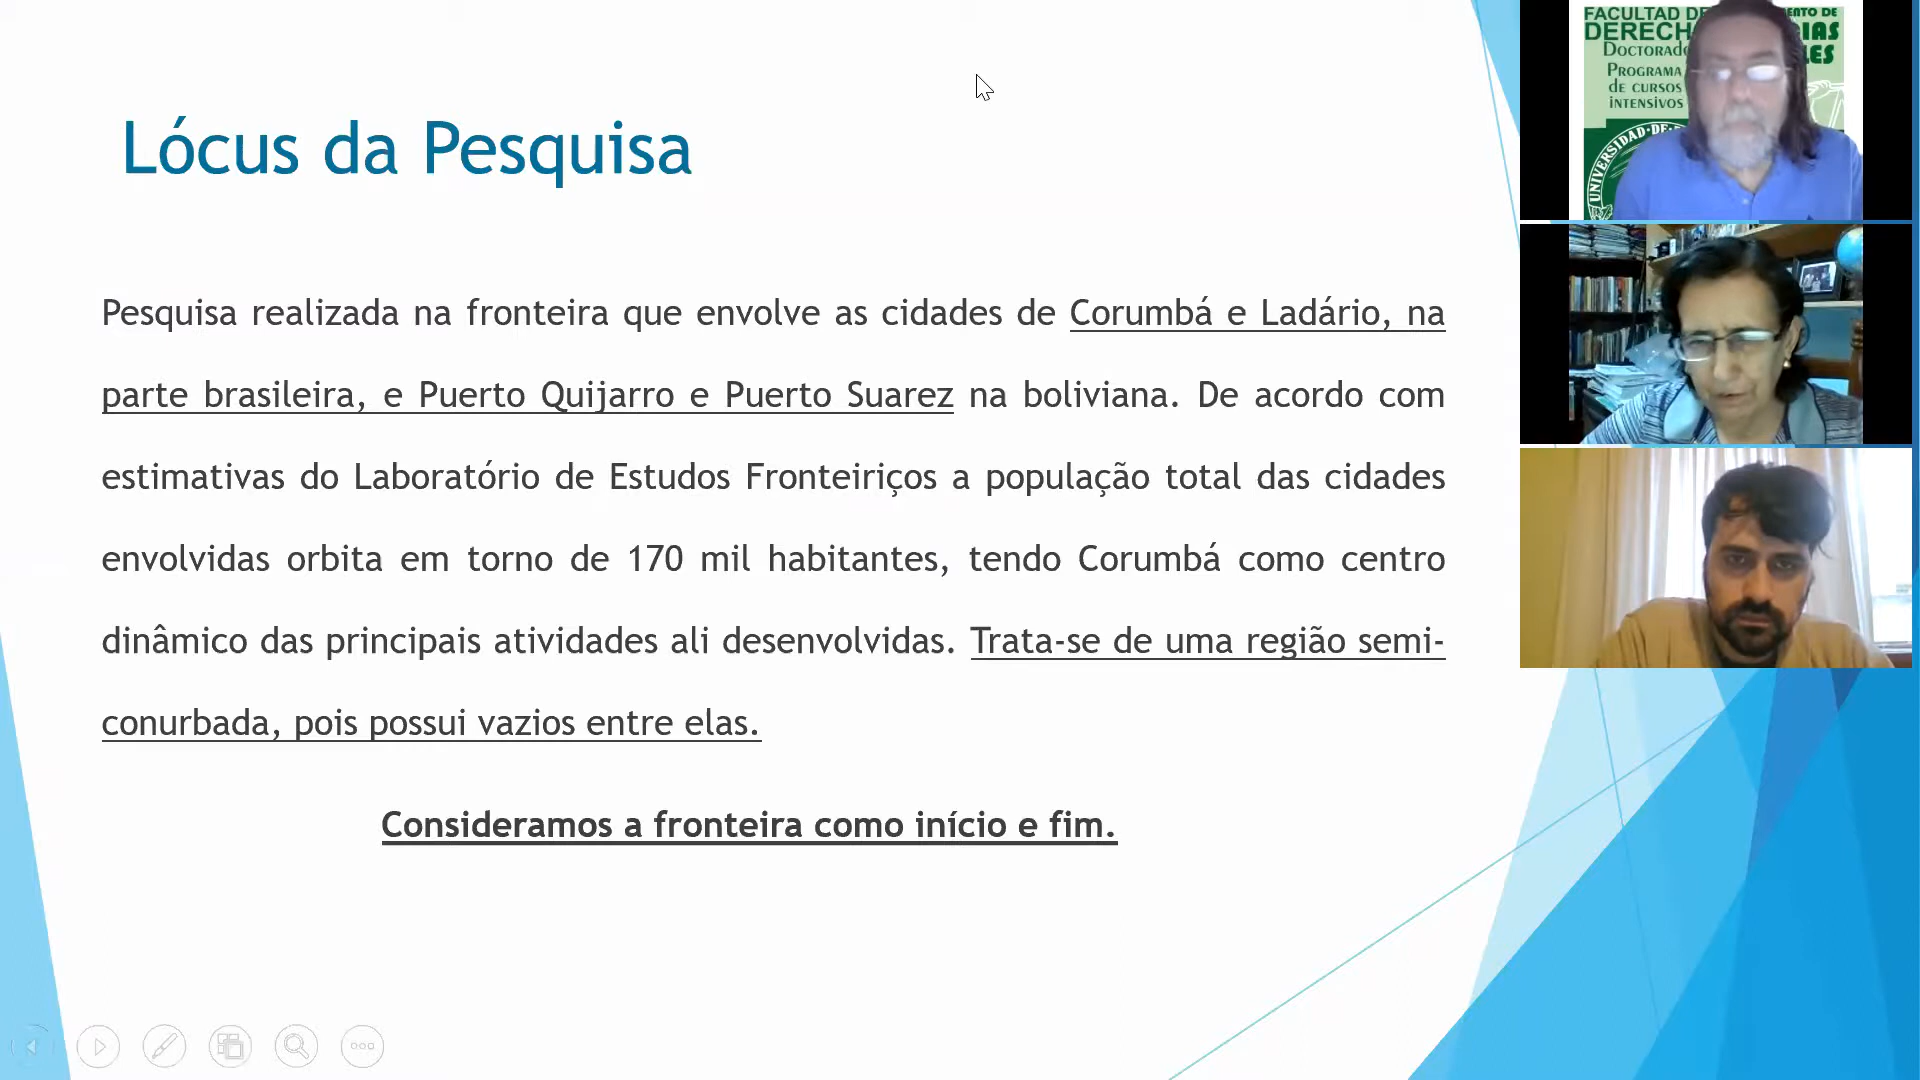 Lócus da Pesquisa
Pesquisa realizada na fronteira que envolve as cidades de Corumbá e Ladário, na
parte brasileira, e Puerto Quijarro e Puerto Suarez na boliviana. De acordo com
estimativas do Laboratório de Estudos Fronteiriços a população total das cidades
envolvidas orbita em torno de 170 mil habitantes, tendo Corumbá como centro
dinâmico das principais atividades ali desenvolvidas. Trata-se de uma região semi-
conurbada, pois possui vazios entre elas.
Consideramos a fronteira como início e fim.
FACULTAD DE
DERECH
DOCTORADO
PROGRAMA
DE CURSOS
INTENSIVOS
UNIVERSIDAD·DE